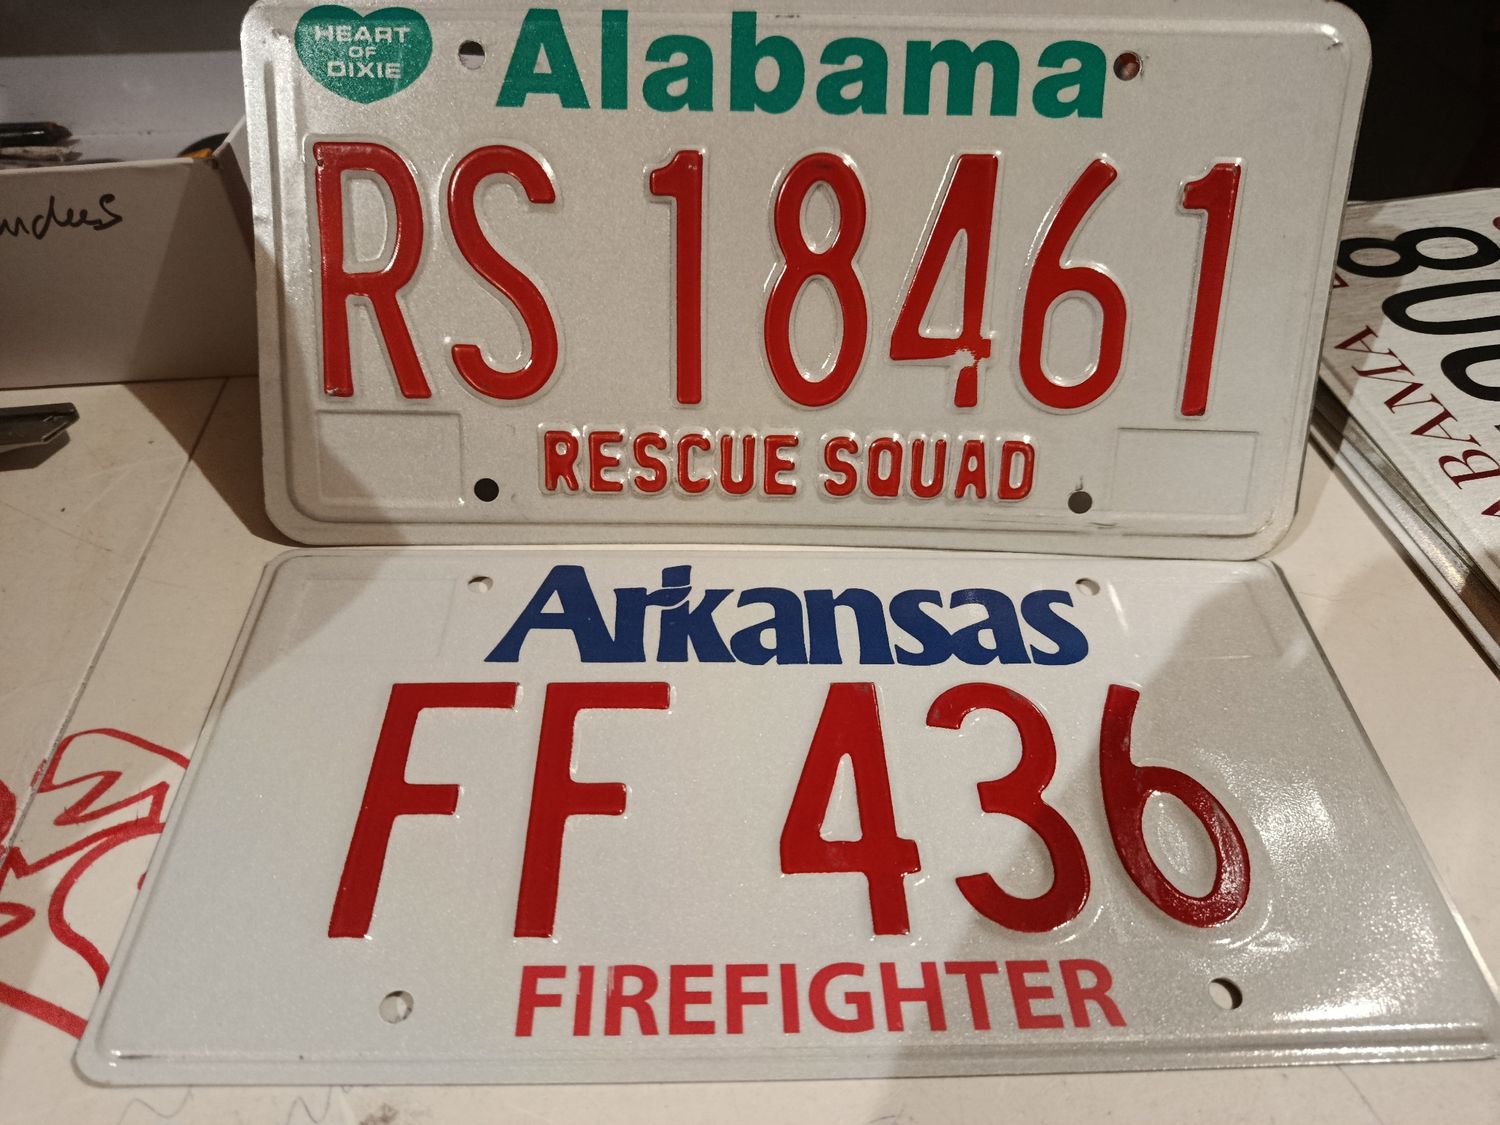 HEART
OF
DIXIE
Alabama
RS 18461
RESCUE SQUAD
Arkansas
FF 436
FIREFIGHTER